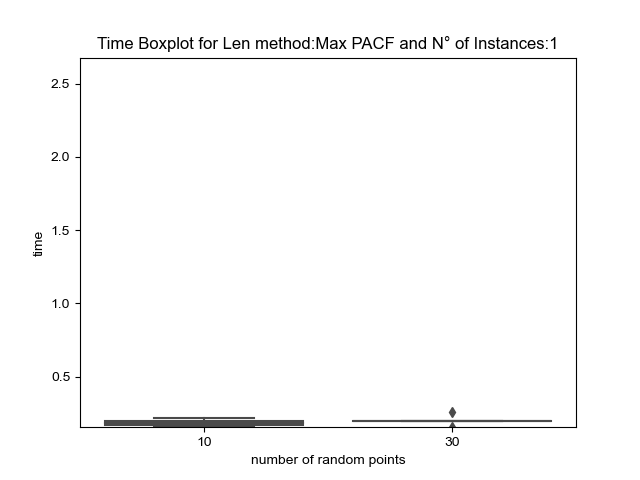 Time Boxplot for Len method:Max PACF and N° of Instances:1
2.5
2.0
1.5
1.0
0.5
time
10
30
number of random points